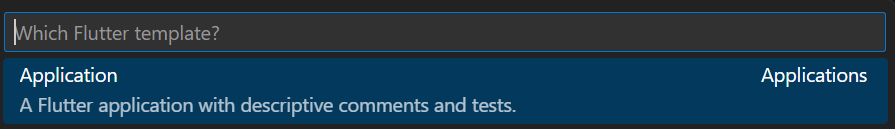 Which Flutter template?
Application Applications
A Flutter application with descriptive comments and tests.